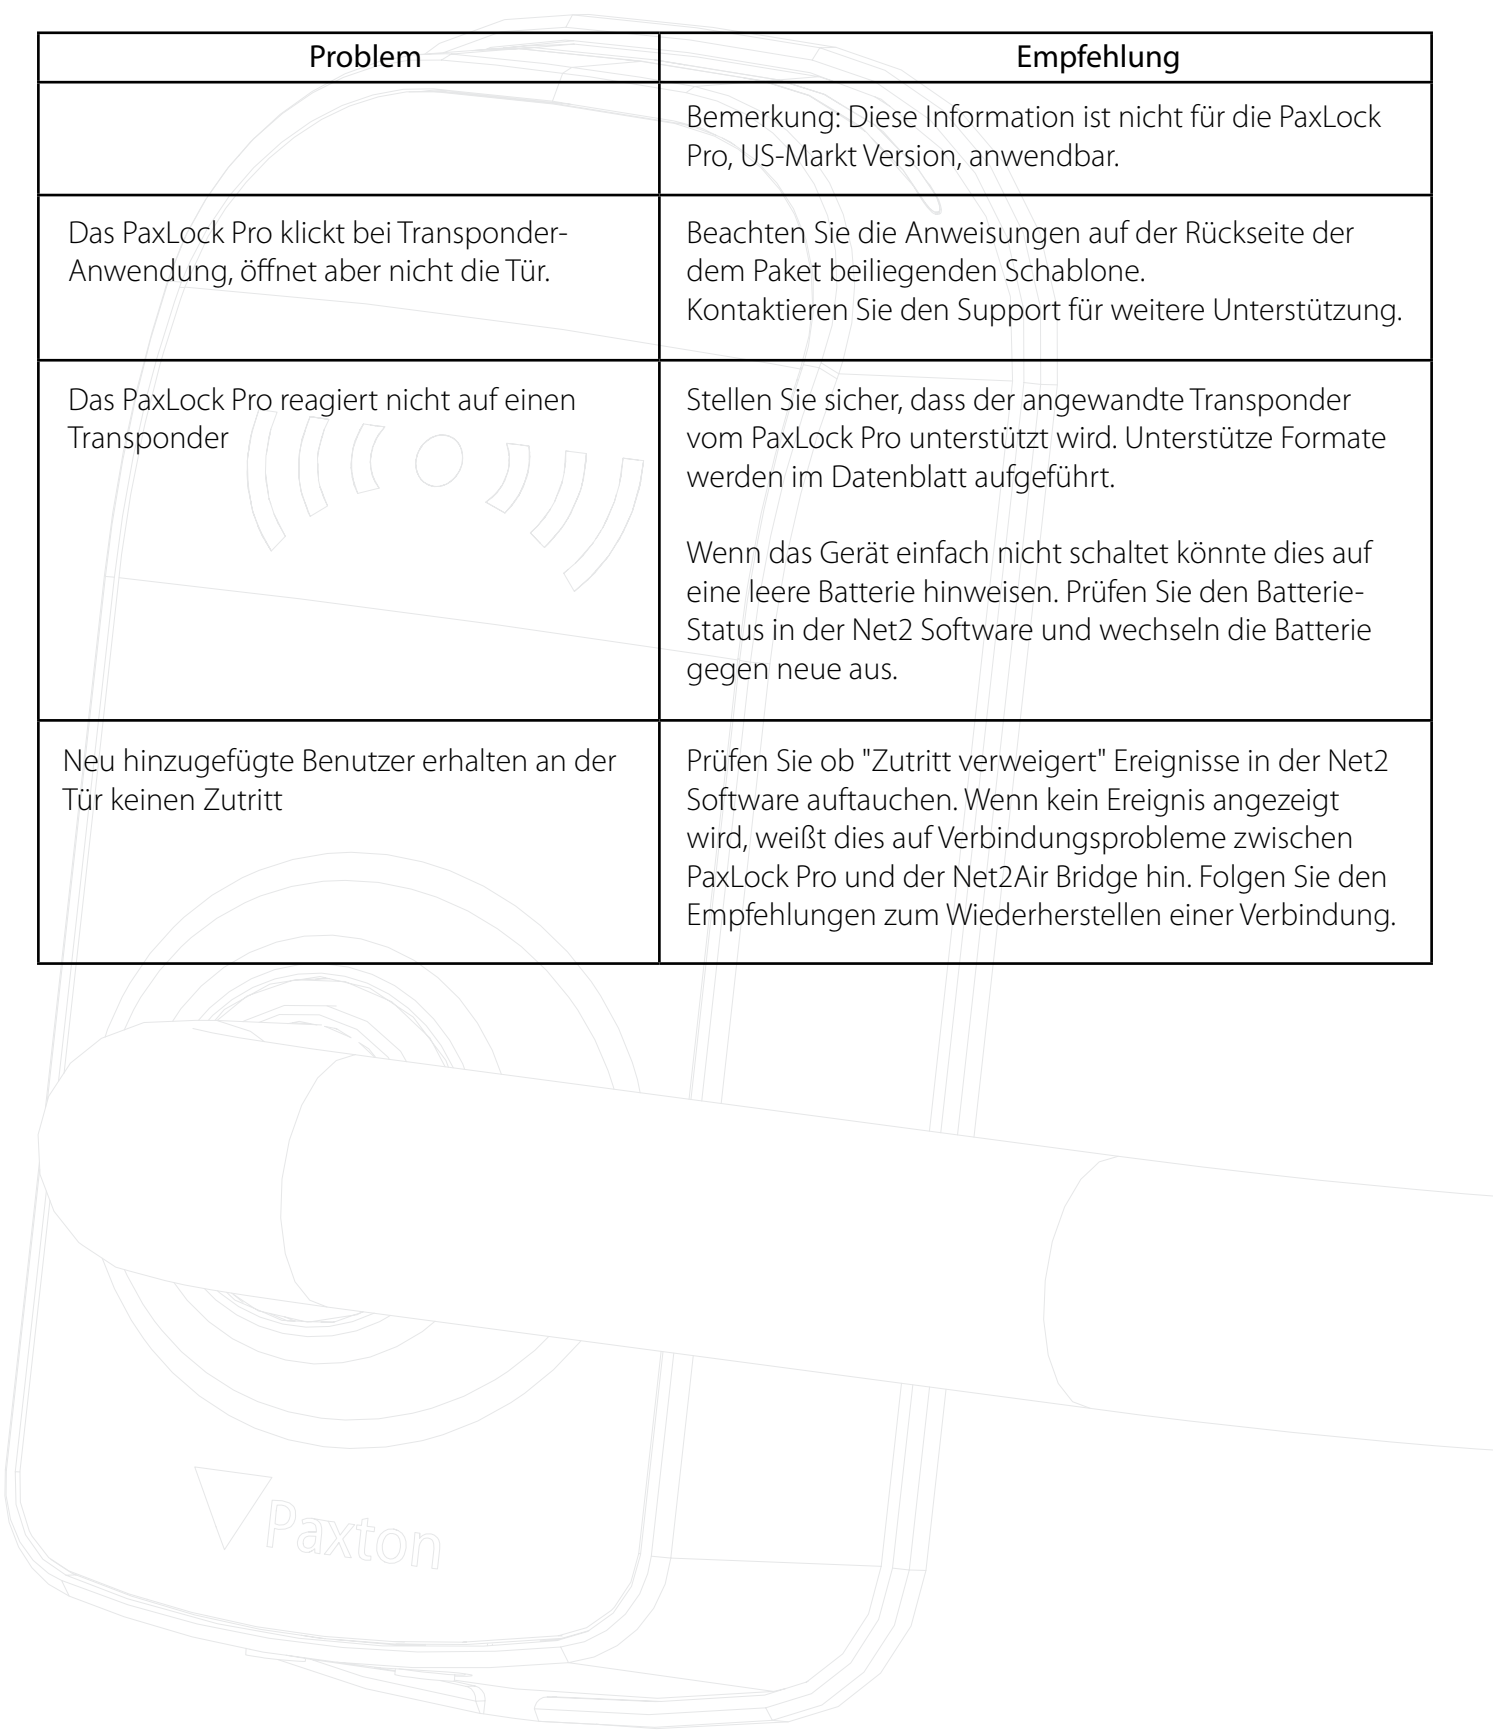 Problem
Empfehlung
Bemerkung: Diese Information ist nicht für die PaxLock
Pro, US-Markt Version, anwendbar.
Das PaxLock Pro klickt bei Transponder-
Anwendung, öffnet aber nicht die Tür.
Beachten Sie die Anweisungen auf der Rückseite der
dem Paket beiliegenden Schablone.
Kontaktieren Sie den Support für weitere Unterstützung.
Das PaxLock Pro reagiert nicht auf einen
Transponder
Stellen Sie sicher, dass der angewandte Transponder
vom PaxLock Pro unterstützt wird. Unterstütze Formate
werden im Datenblatt aufgeführt.
Wenn das Gerät einfach nicht schaltet könnte dies auf
eine leere Batterie hinweisen. Prüfen Sie den Batterie-
Status in der Net2 Software und wechseln die Batterie
gegen neue aus.
Neu hinzugefügte Benutzer erhalten an der
Tür keinen Zutritt
Prüfen Sie ob "Zutritt verweigert" Ereignisse in der Net2
Software auftauchen. Wenn kein Ereignis angezeigt
wird, weißt dies auf Verbindungsprobleme zwischen
PaxLock Pro und der Net2Air Bridge hin. Folgen Sie den
Empfehlungen zum Wiederherstellen einer Verbindung.
Paxton